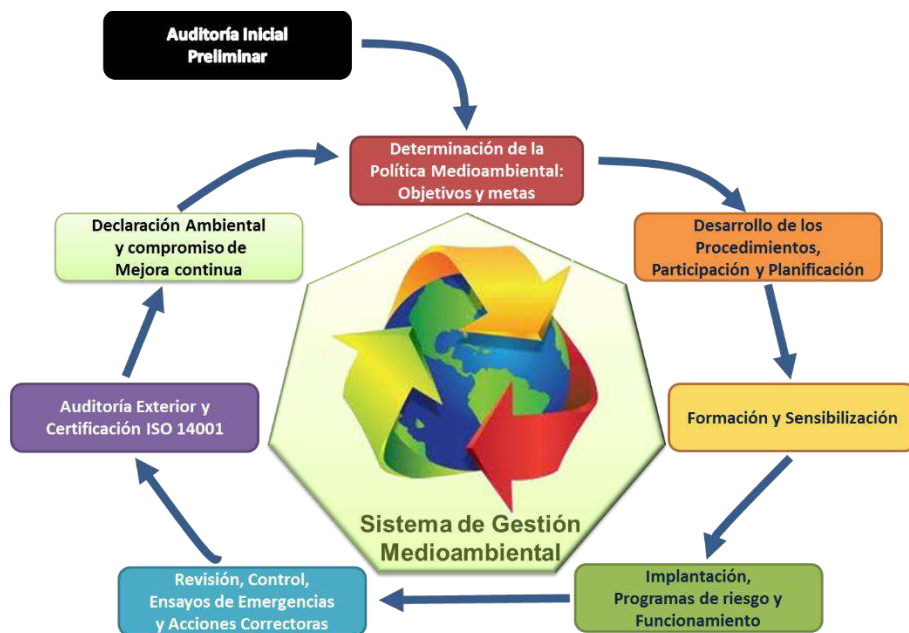 Auditoría Inicial
Preliminar
Determinación de la
Política Medioambiental:
Objetivos y metas
Desarrollo de los
Procedimientos,
Participación y Planificación
Formación y Sensibilización
Implantación,
Programas de riesgo y
Funcionamiento
Revisión, Control,
Ensayos de Emergencias
y Acciones Correctoras
Auditoría Exterior y
Certificación ISO 14001
Declaración Ambiental
y compromiso de
Mejora continua
Sistema de Gestión
Medioambiental